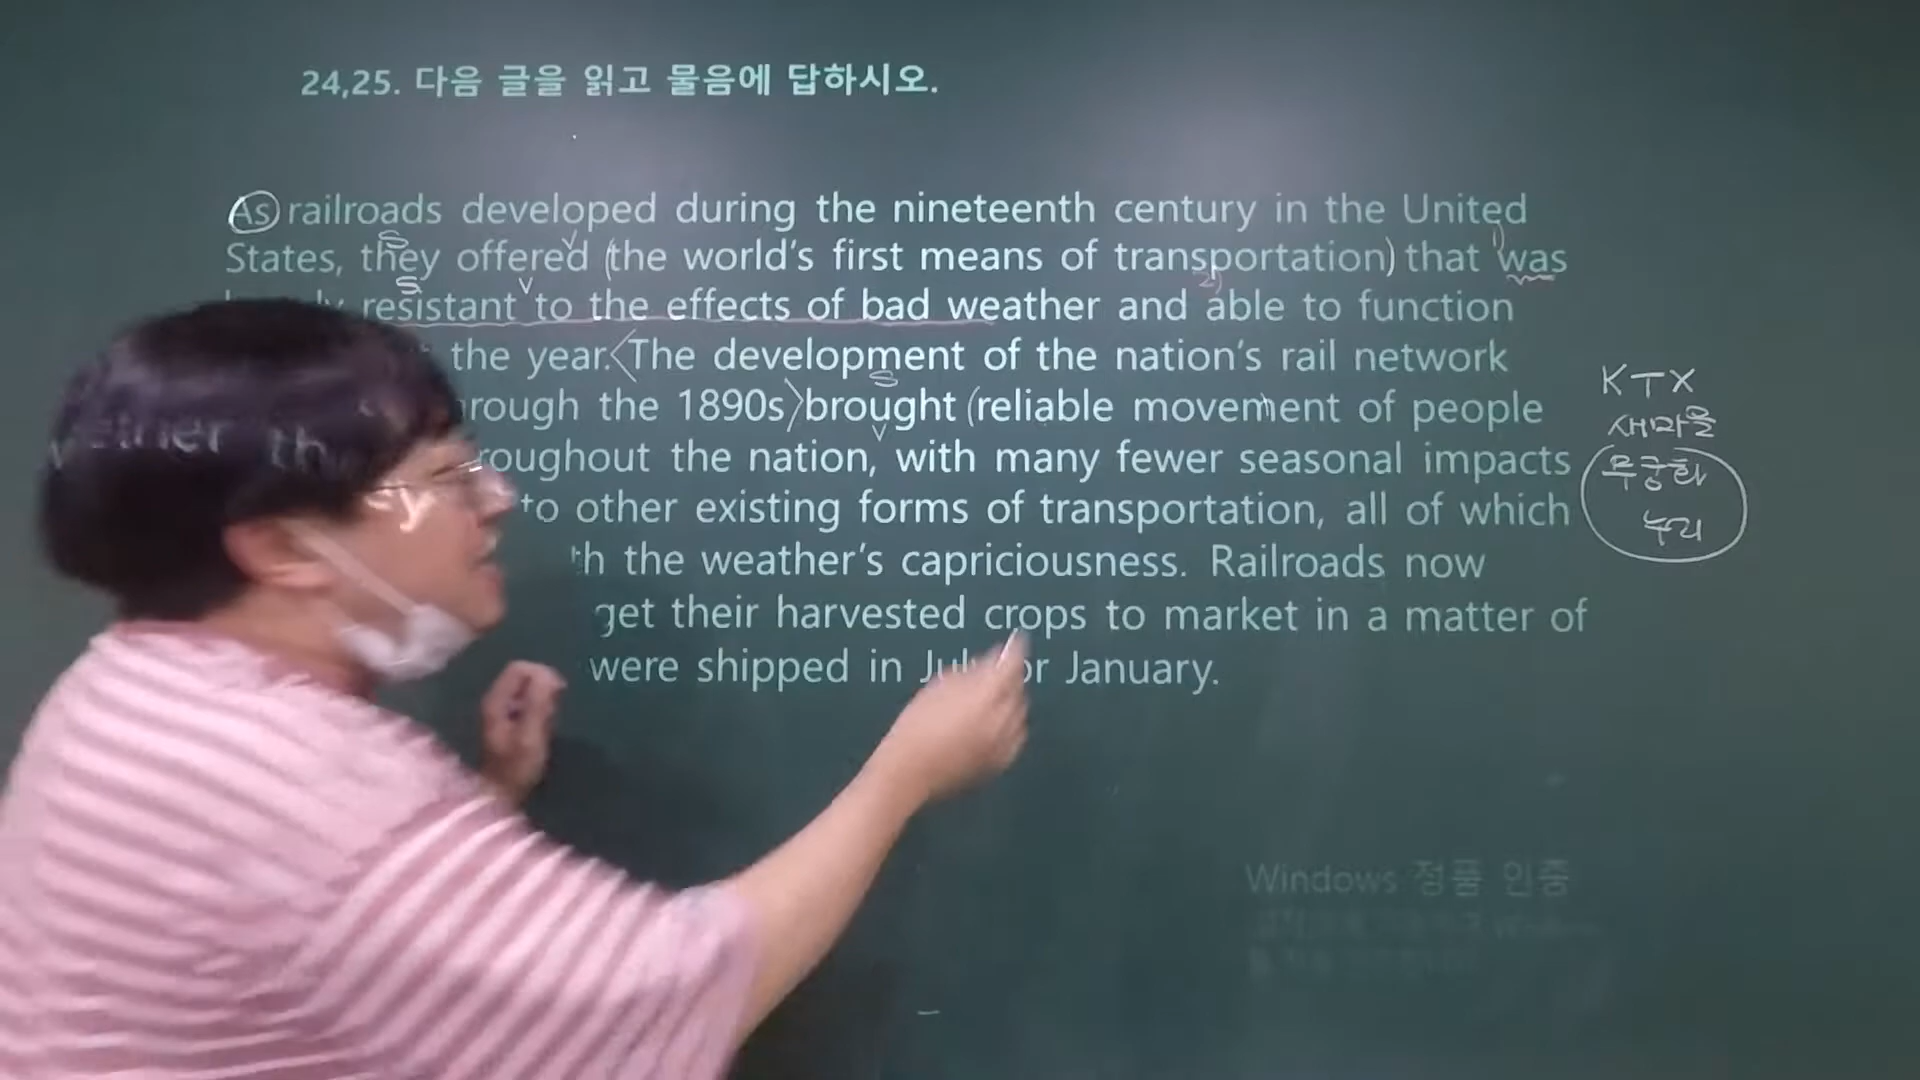 24,25. 다음 글을 읽고 물음에 답하시오.
As railroads developed during the nineteenth century in the United
States, they offered (the world's first means of transportation) that was
resistant to the effects of bad weather and able to function
the year. <The development of the nation's rail network
the 1890s> brought (reliable movement of people
the nation, with many fewer seasonal impacts
to other existing forms of transportation, all of which
the weather's capriciousness. Railroads now
get their harvested crops to market in a matter of
were shipped in July or January.
KTX
새마을
무궁화
누리
Windows 정품 인증